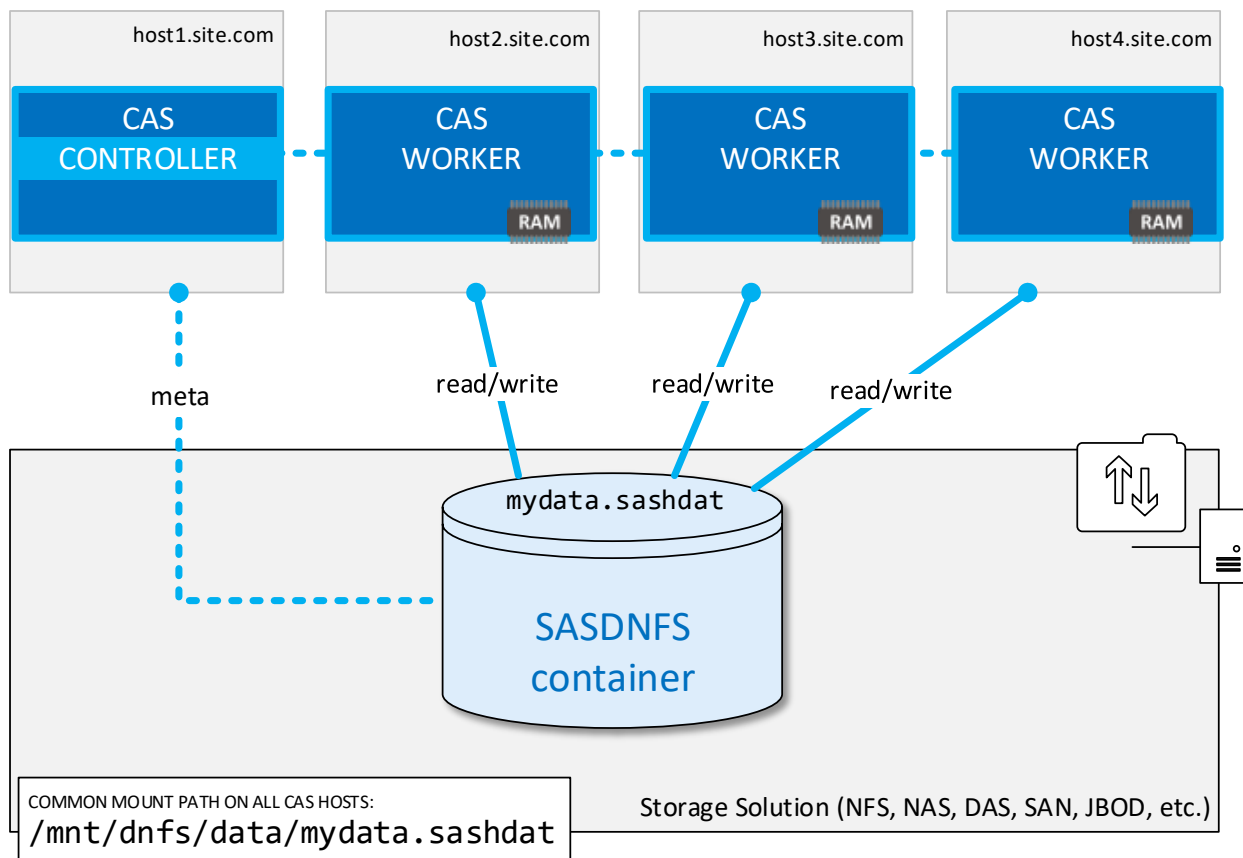 host1.site.com
host2.site.com
host3.site.com
host4.site.com
CAS
CONTROLLER
CAS
WORKER
RAM
CAS
WORKER
RAM
CAS
WORKER
RAM
meta
read/write
read/write
read/write
mydata.sashdat
SASDNFS
container
COMMON MOUNT PATH ON ALL CAS HOSTS:
/mnt/dnfs/data/mydata.sashdat
Storage Solution (NFS, NAS, DAS, SAN, JBOD, etc.)